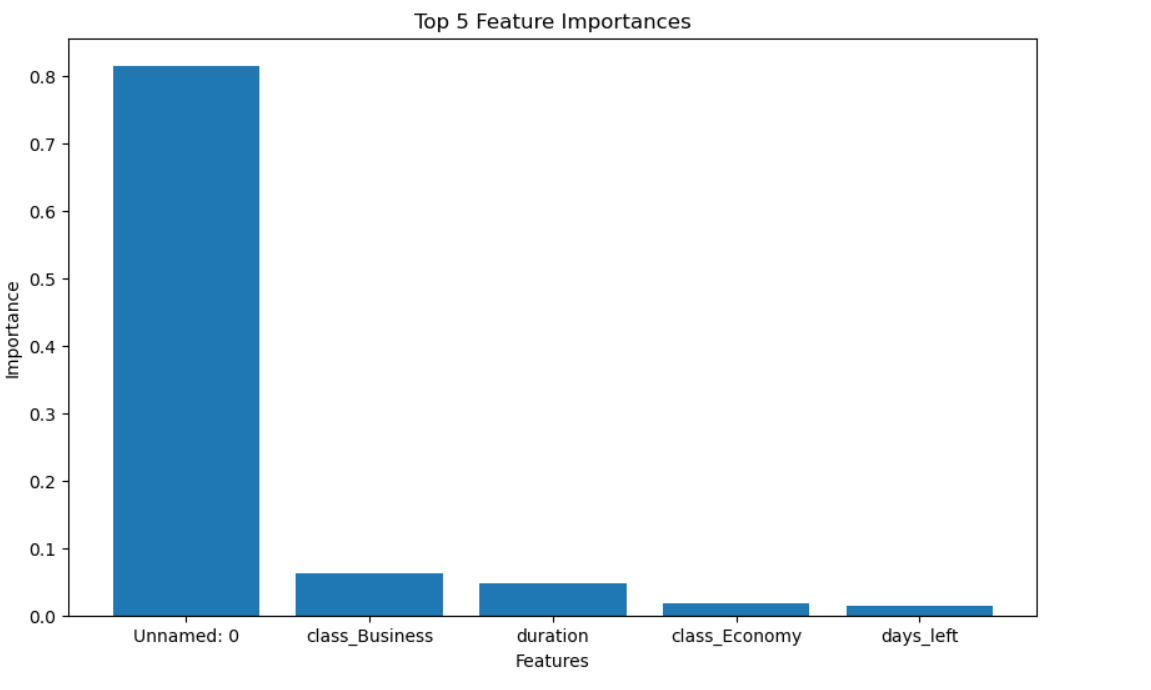 Top 5 Feature Importances
Importance
0.8
0.7
0.6
0.5
0.4
0.3
0.2
0.1
0.0
Unnamed: 0 class_Business duration class_Economy days_left
Features